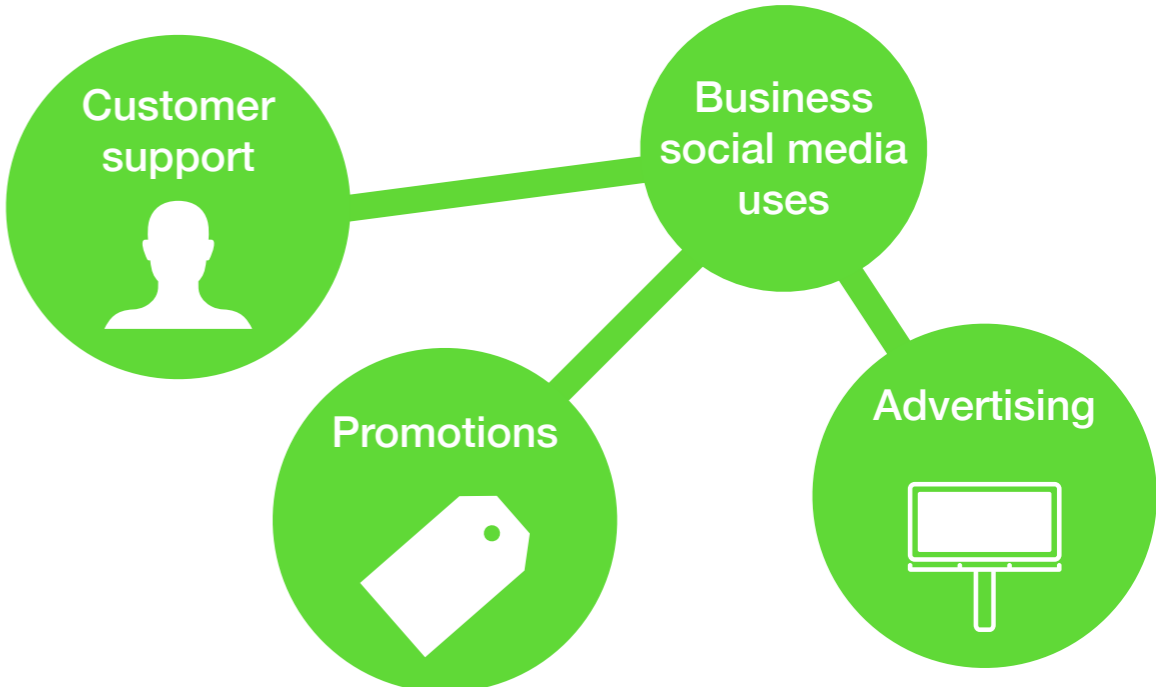 Customer
support
Business
social media
uses
Promotions
Advertising